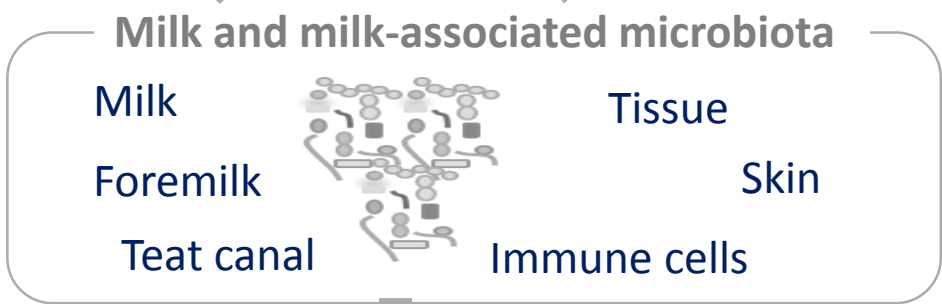 Milk and milk-associated microbiota
Milk
Tissue
Foremilk
Skin
Teat canal
Immune cells